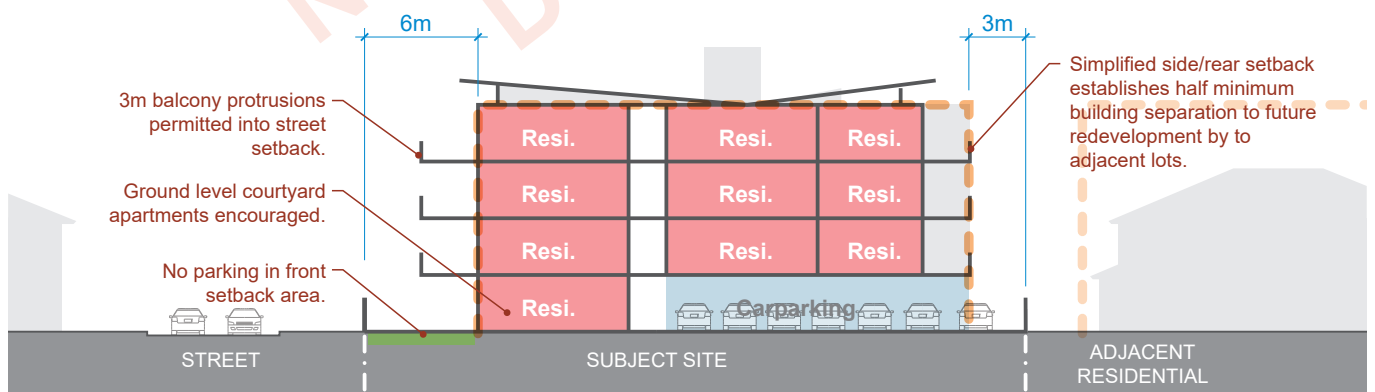 6m
3m
3m balcony protrusions
permitted into street
setback.
Ground level courtyard
apartments encouraged.
No parking in front
setback area.
Simplified side/rear setback
establishes half minimum
building separation to future
redevelopment by to
adjacent lots.
Resi. Resi. Resi.
Resi. Resi. Resi.
Resi. Resi. Resi.
Resi. Carparking
STREET
SUBJECT SITE
ADJACENT
RESIDENTIAL